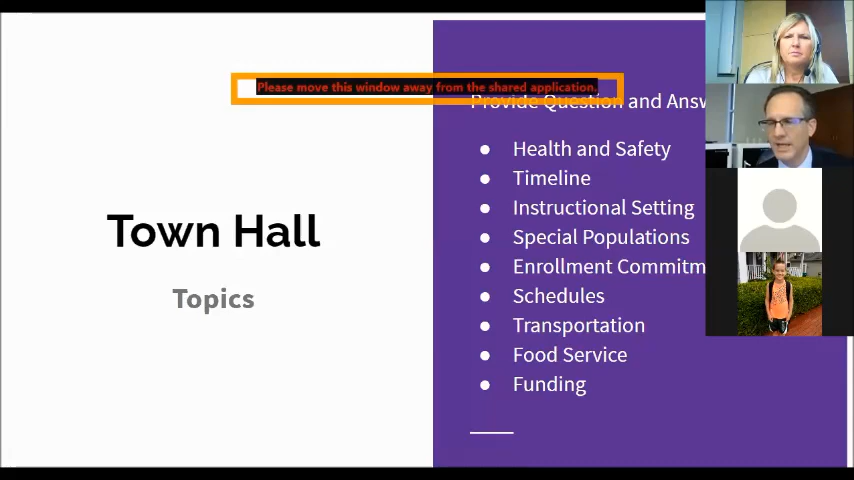 Please move this window away from the shared application.
Provide Question and Answ
Health and Safety
Timeline
Instructional Setting
Special Populations
Enrollment Commitm
Schedules
Transportation
Food Service
Funding
Town Hall
Topics